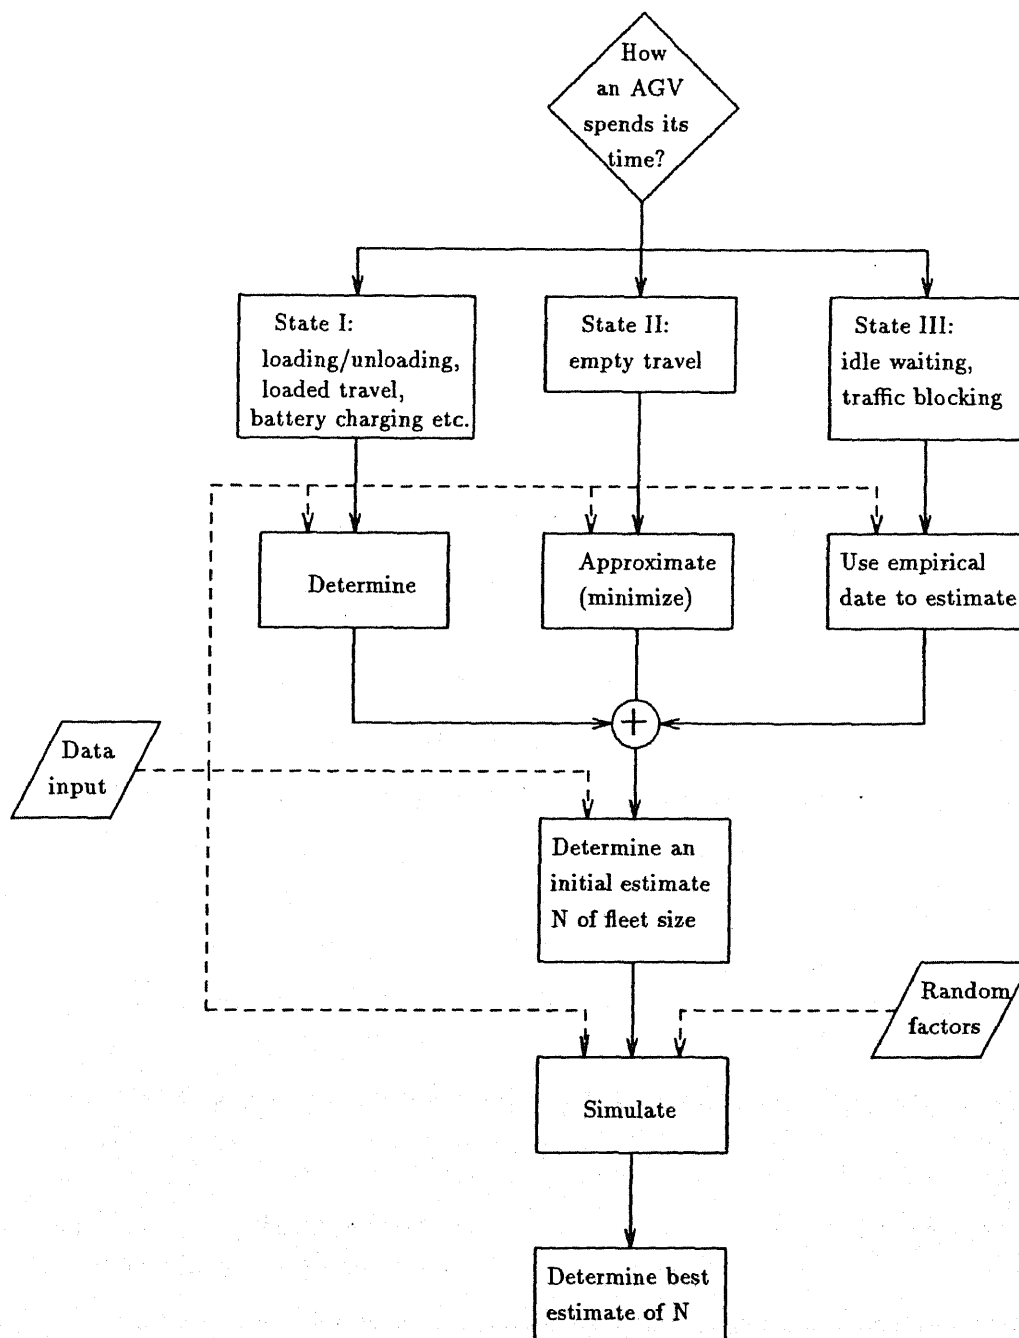 How
an AGV
spends its
time?
State I:
loading/unloading,
loaded travel,
battery charging etc.
State II:
empty travel
State III:
idle waiting,
traffic blocking
Determine
Approximate
(minimize)
Use empirical
date to estimate
+
Data
input
Determine an
initial estimate
N of fleet size
Random
factors
Simulate
Determine best
estimate of N